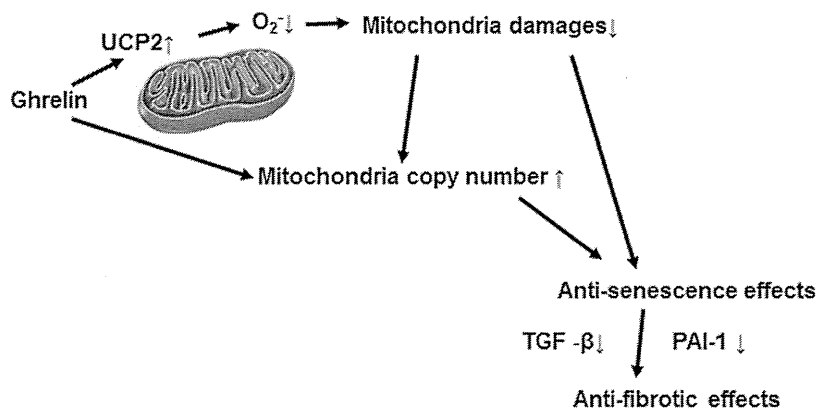 UCP2↑
O₂⁻↓
Mitochondria damages↓
Ghrelin
Mitochondria copy number ↑
Anti-senescence effects
TGF -β↓
PAI-1 ↓
Anti-fibrotic effects